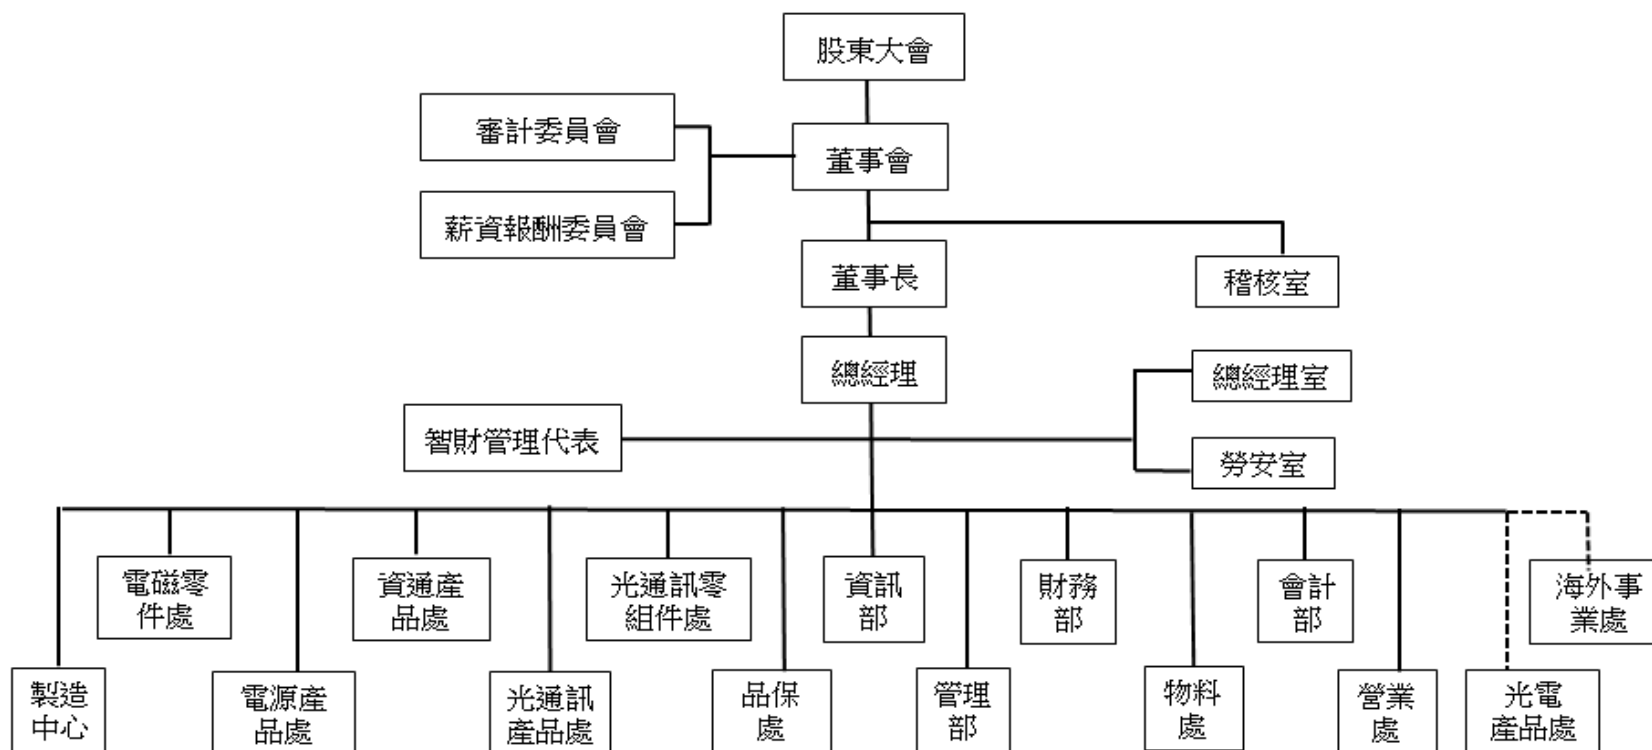 股東大會
審計委員會
董事會
薪資報酬委員會
董事長
稽核室
總經理
總經理室
智財管理代表
勞安室
電磁零
件處
資通產
品處
光通訊零
組件處
資訊
部
財務
部
會計
部
海外事
業處
製造
中心
電源產
品處
光通訊
產品處
品保
處
管理
部
物料
處
營業
處
光電
產品處